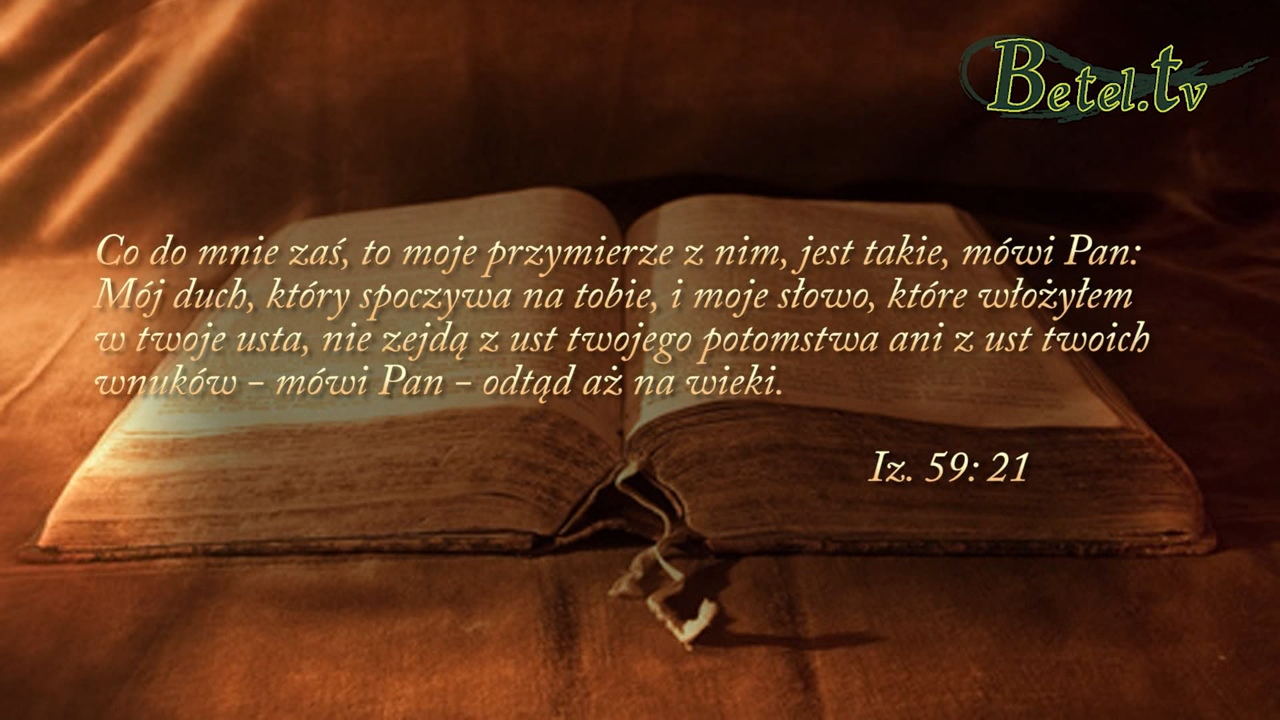 Betel.tv
Co do mnie zaś, to moje przymierze z nim, jest takie, mówi Pan:
Mój duch, który spoczywa na tobie, i moje słowo, które włożyłem
w twoje usta, nie zejdą z ust twojego potomstwa ani z ust twoich
wnuków – mówi Pan – odtąd aż na wieki.
Iz. 59: 21